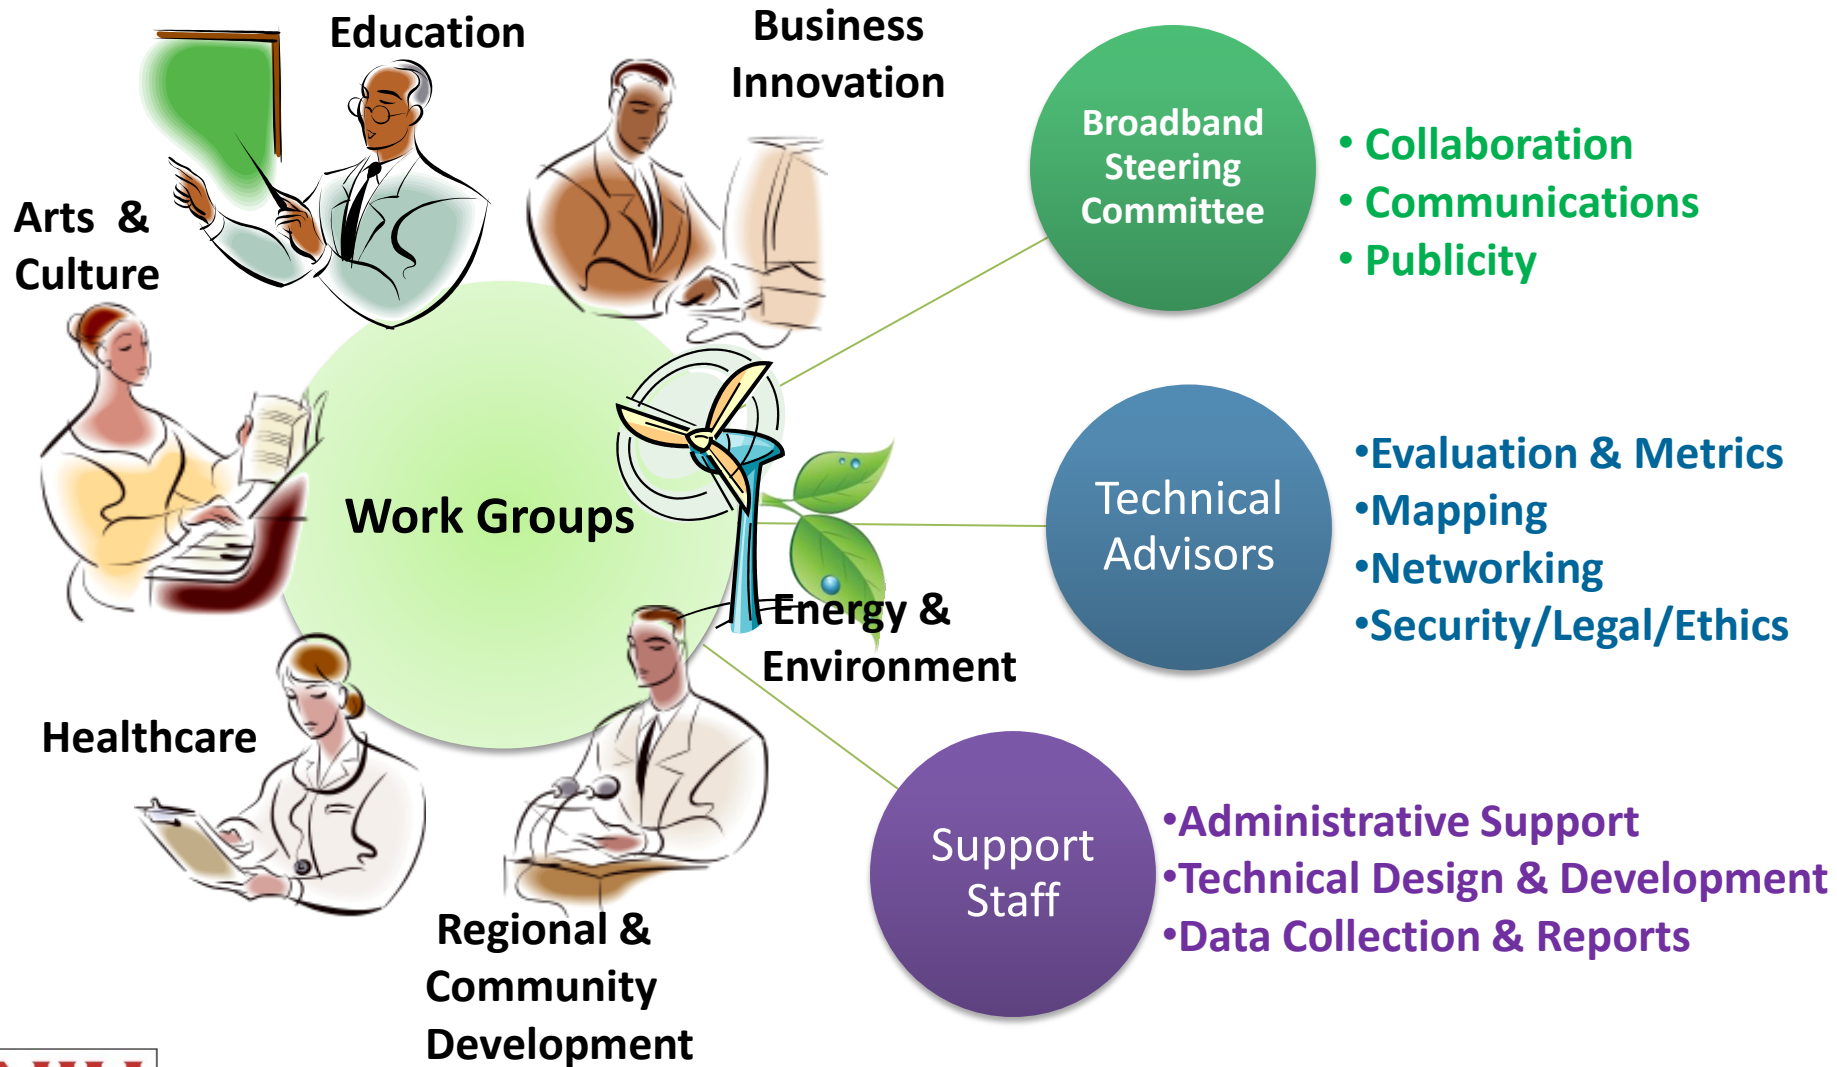 Education
Business
Innovation
Arts &
Culture
Work Groups
Energy &
Environment
Healthcare
Regional &
Community
Development
Broadband
Steering
Committee
• Collaboration
• Communications
• Publicity
Technical
Advisors
•Evaluation & Metrics
•Mapping
•Networking
•Security/Legal/Ethics
Support
Staff
•Administrative Support
•Technical Design & Development
•Data Collection & Reports